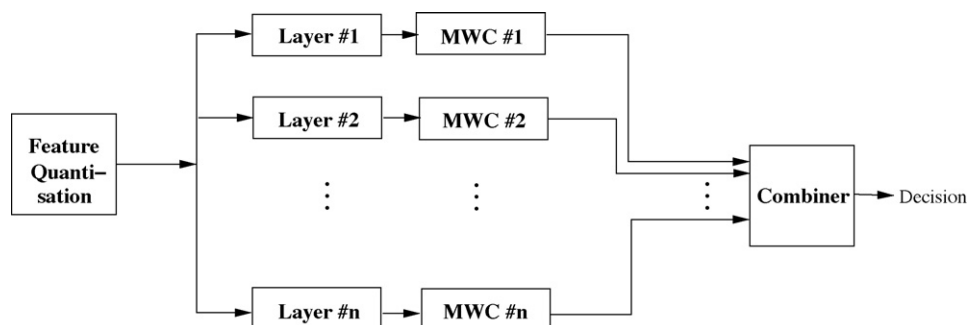 Layer #1
MWC #1
Layer #2
MWC #2
Feature
Quanti-
sation
Combiner
Decision
Layer #n
MWC #n